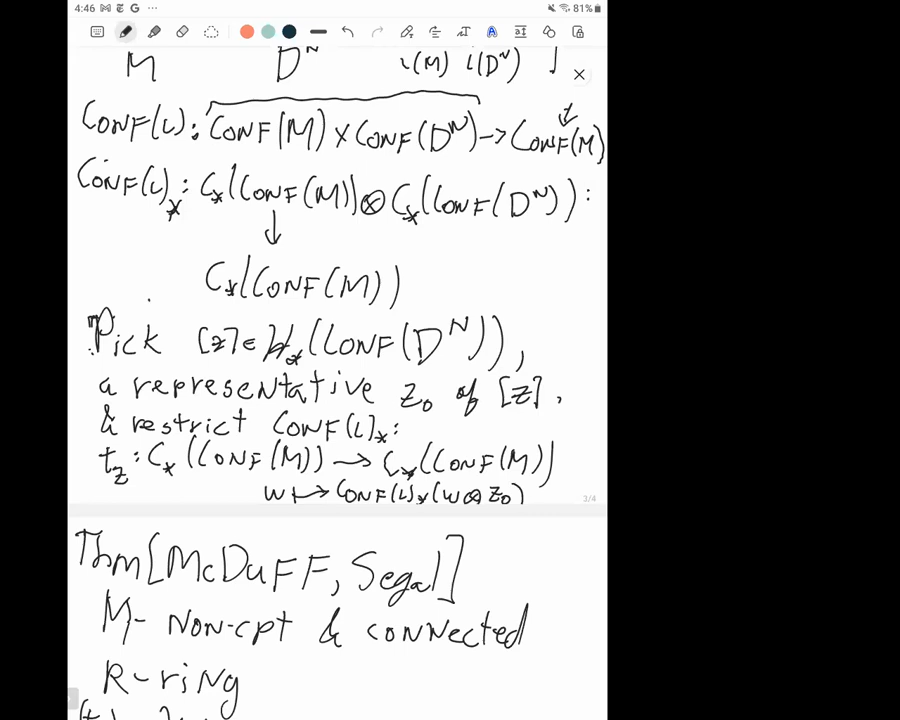 4:46 M G 81%
M D^N ι(M) ι(D^N)
CONF(ι): CONF(M) × CONF(D^N) → CONF(M)
CONF(ι)_*: C_*(CONF(M)) ⊗ C_*(CONF(D^N)):
↓
C_*(CONF(M))
Pick [z] ∈ H_*(CONF(D^N)),
a representative z_0 of [z],
& restrict CONF(ι)_*:
t_z: C_*(CONF(M)) → C_*(CONF(M))
w ↦ CONF(ι)_*(w⊗z_0)
3/4
Thm[McDuFF, Segal]
M- NON-cpt & connected
R-riNg